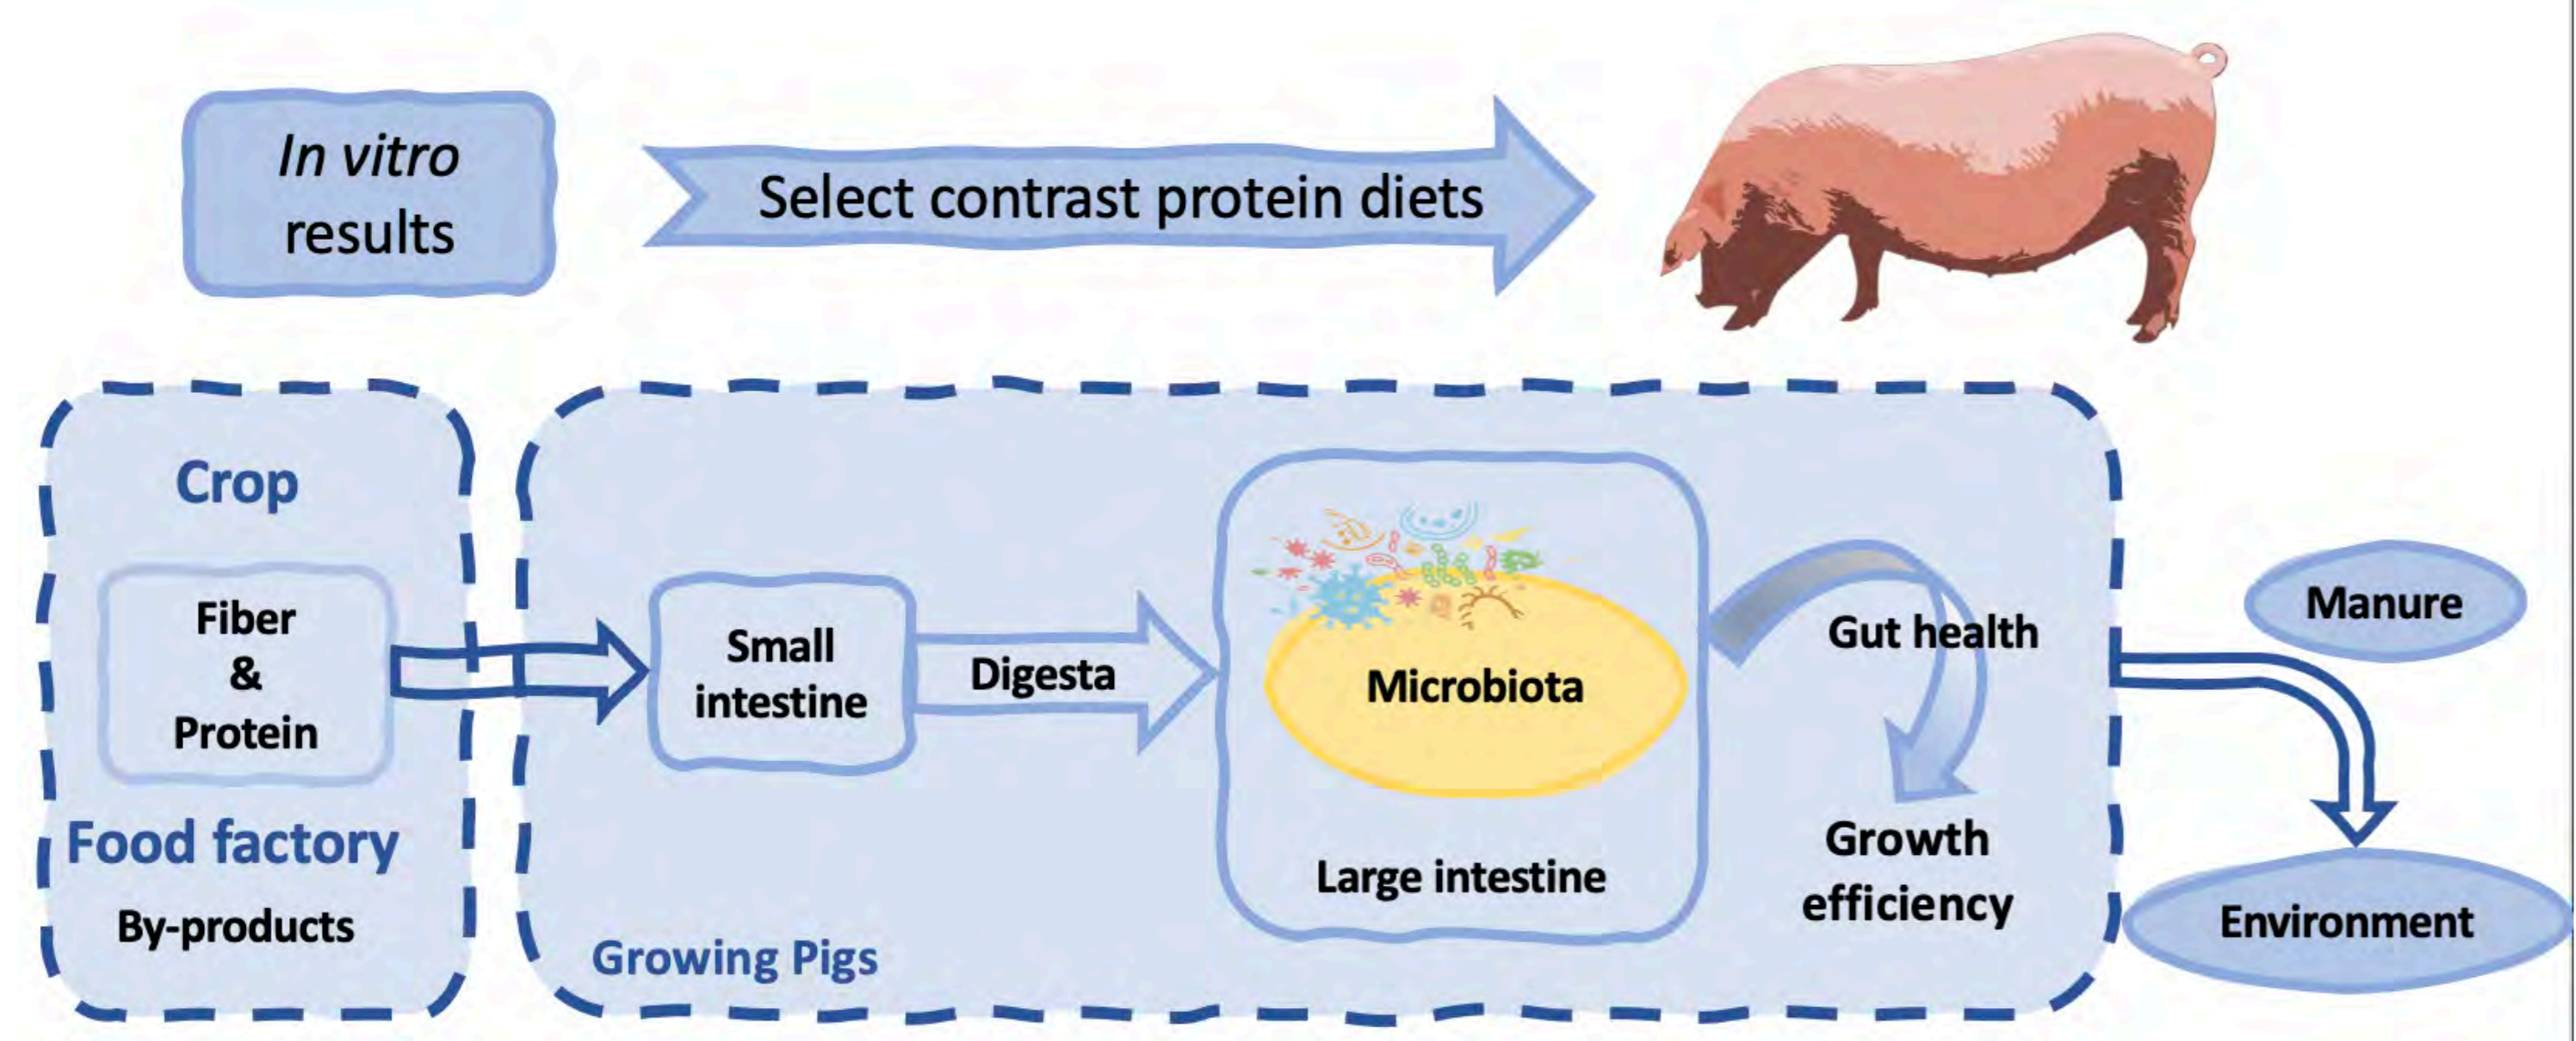 In vitro
results
Select contrast protein diets
Crop
Fiber
&
Protein
Food factory
By-products
Small
intestine
Digesta
Microbiota
Large intestine
Growing Pigs
Gut health
Growth
efficiency
Manure
Environment